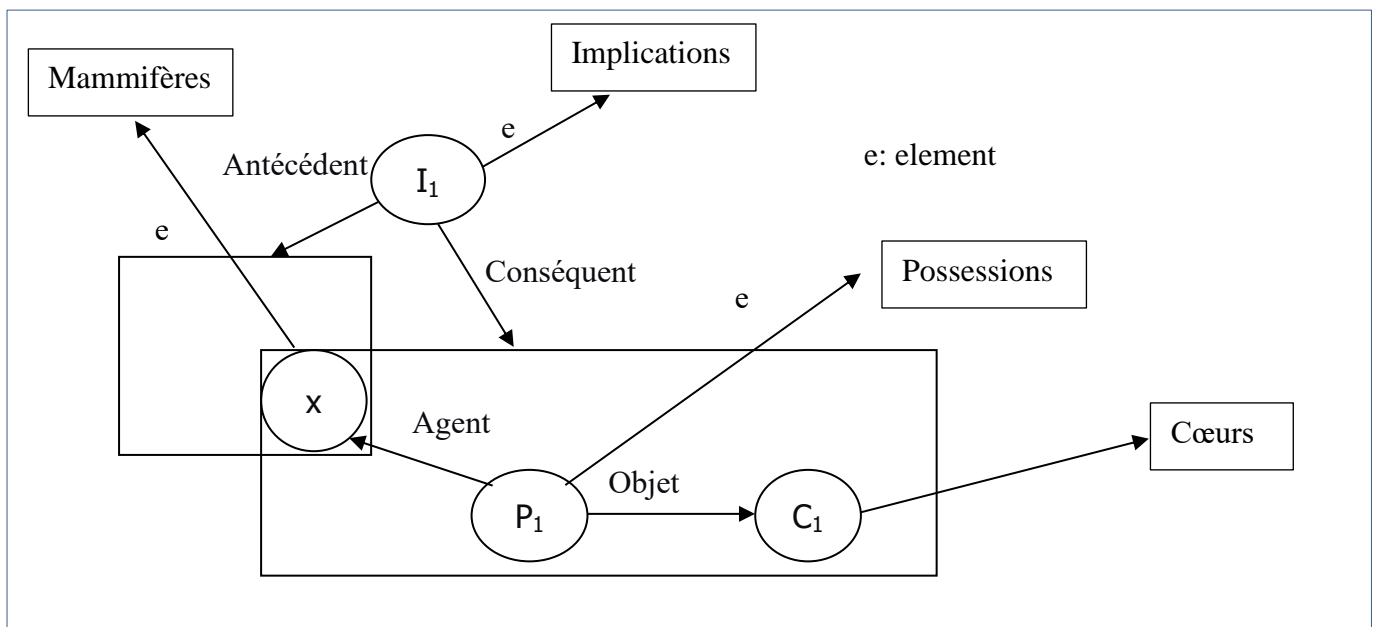 Implications
Mammifères
e
Antécédent
I₁
e: element
e
Conséquent
Possessions
e
x
Agent
Cœurs
Objet
P₁
C₁